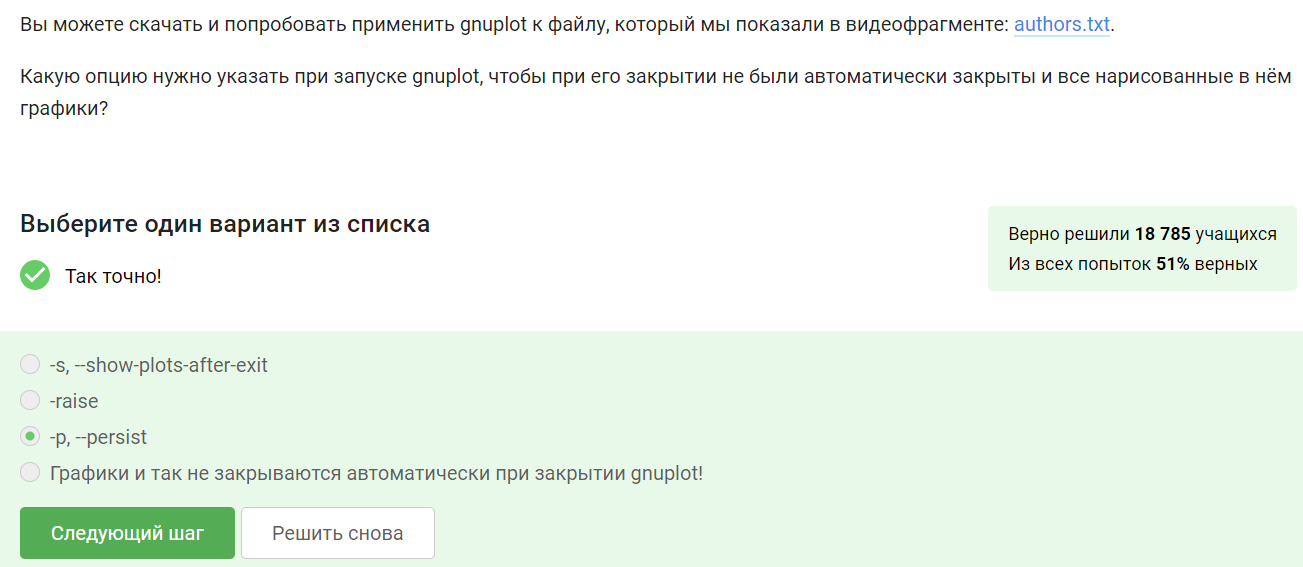 Вы можете скачать и попробовать применить gnuplot к файлу, который мы показали в видеофрагменте: authors.txt.
Какую опцию нужно указать при запуске gnuplot, чтобы при его закрытии не были автоматически закрыты и все нарисованные в нём
графики?
Выберите один вариант из списка
Так точно!
Верно решили 18 785 учащихся
Из всех попыток 51% верных
-s, --show-plots-after-exit
-raise
-p, --persist
Графики и так не закрываются автоматически при закрытии gnuplot!
Следующий шаг
Решить снова